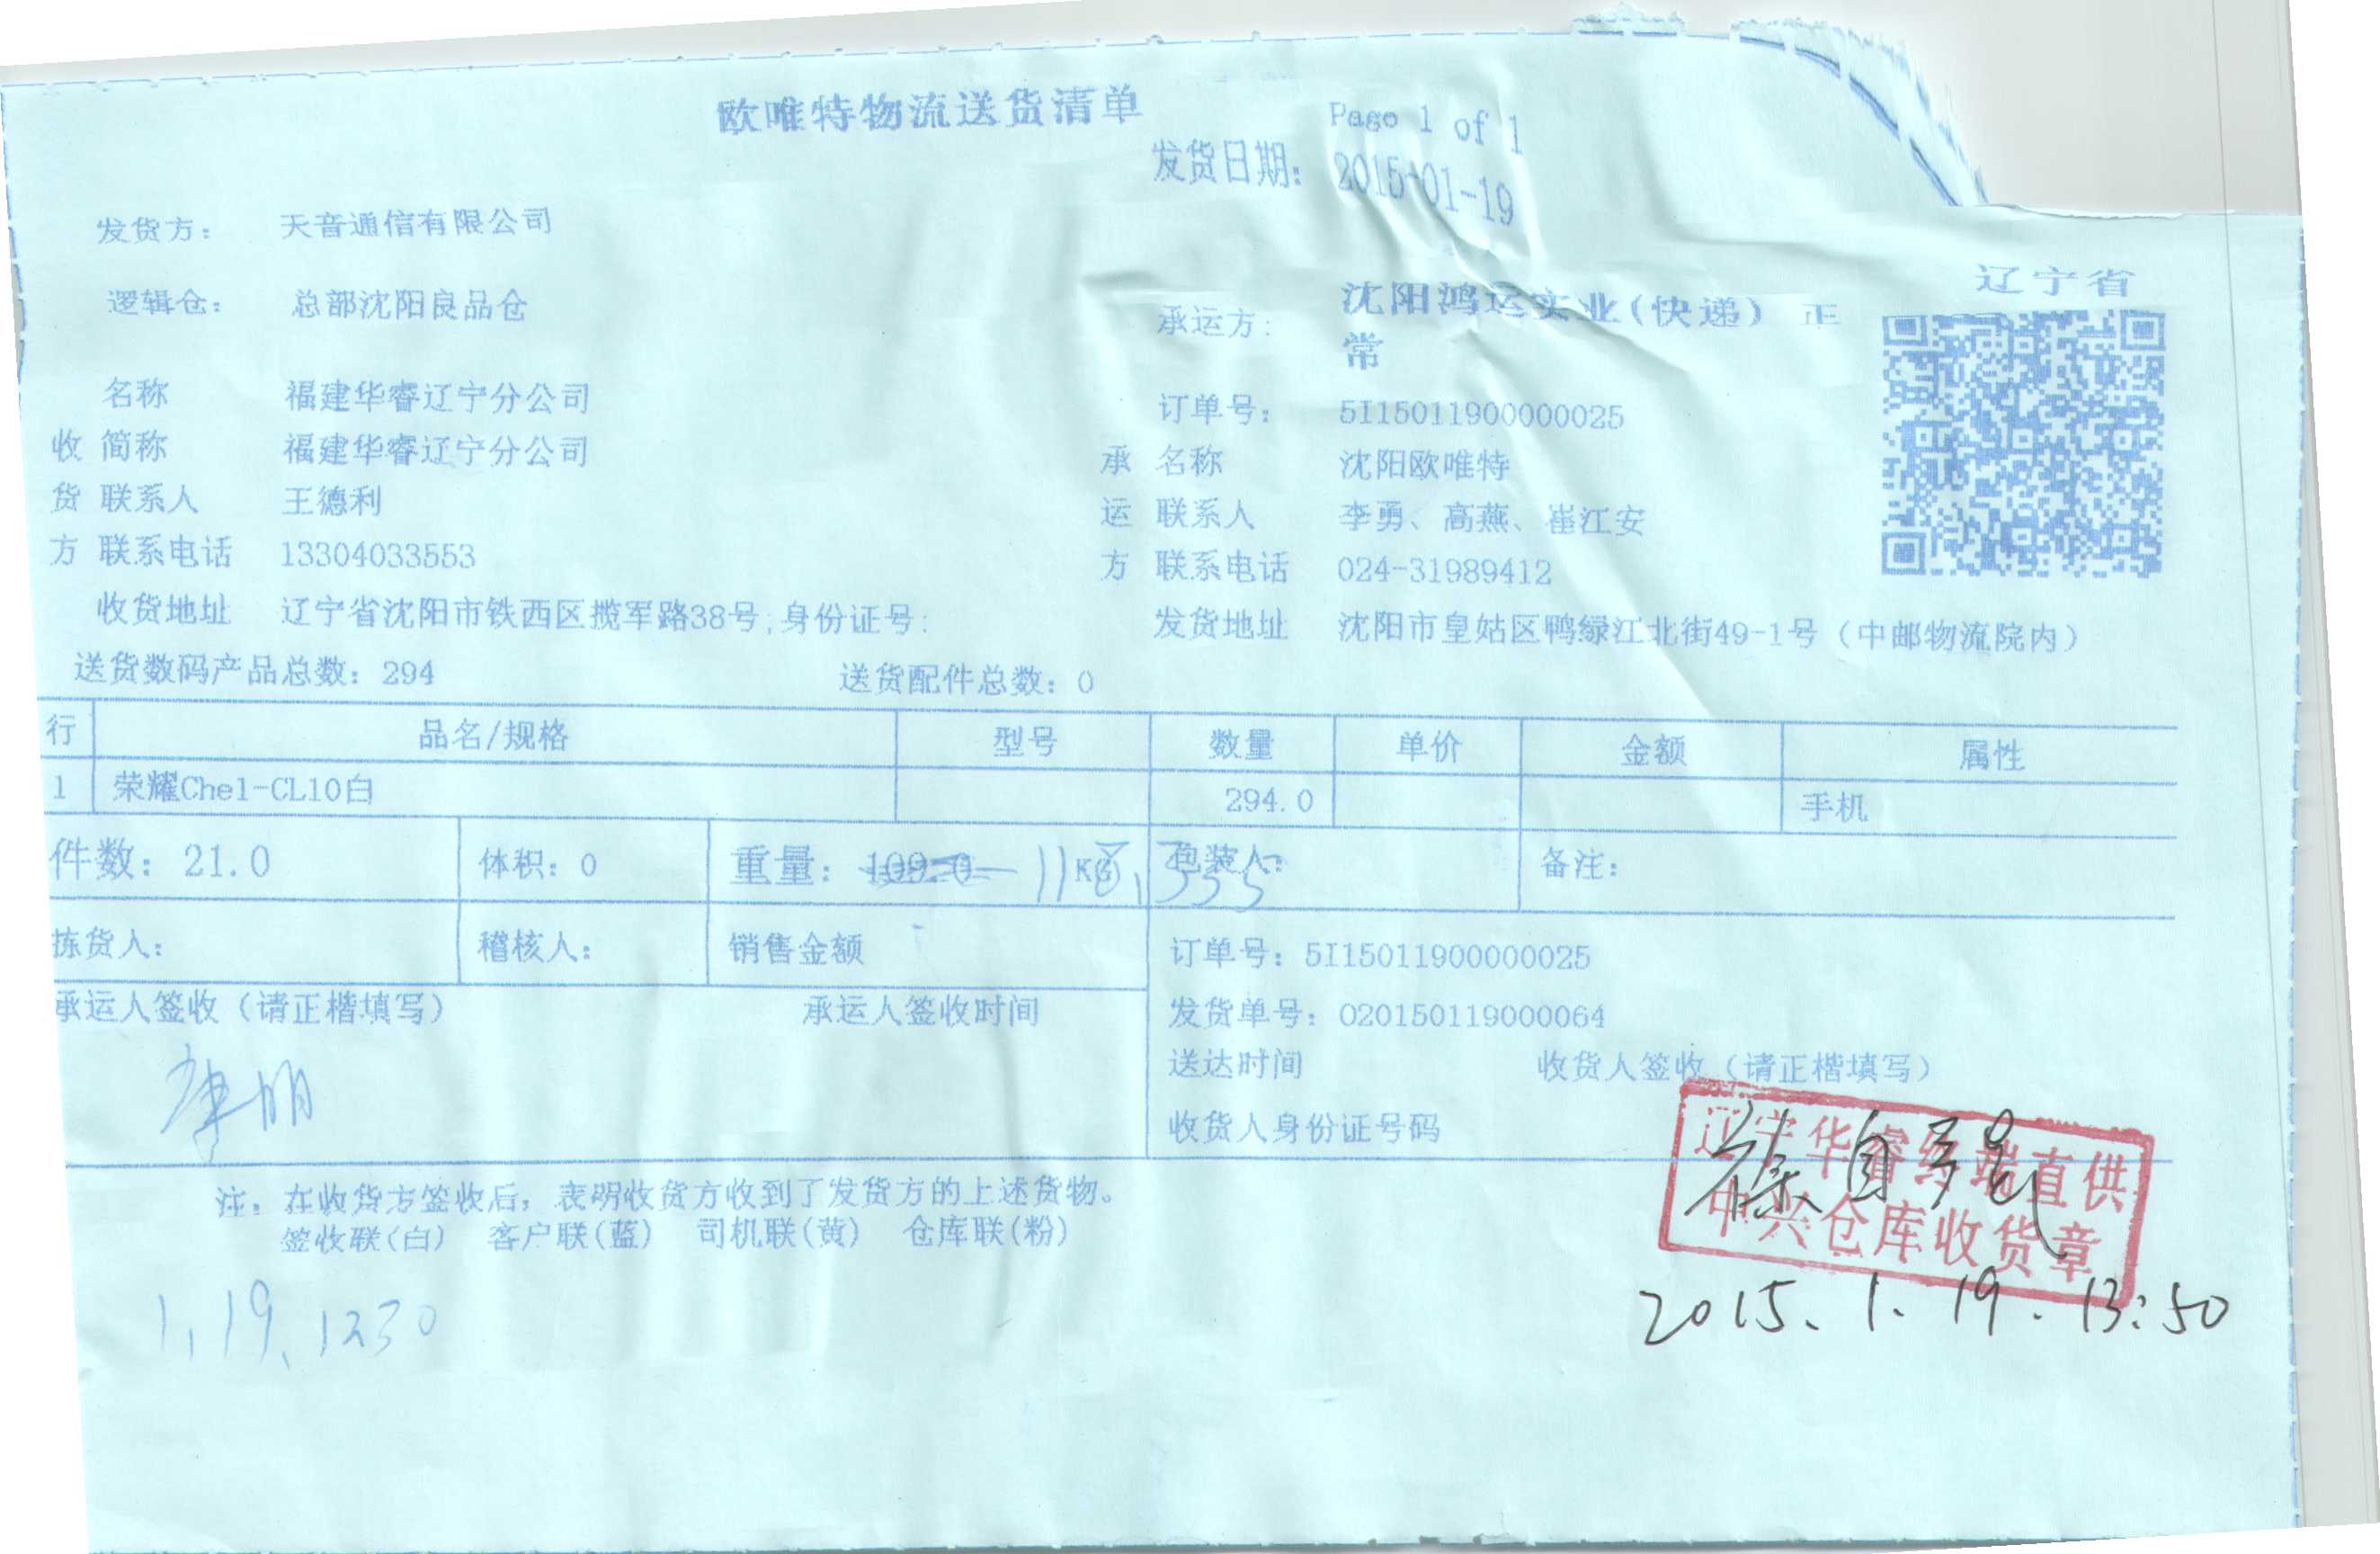 欧唯特物流送货清单
Page 1 of 1
发货日期: 2015-01-19
发货方: 天音通信有限公司
辽宁省
逻辑仓: 总部沈阳良品仓
承运方: 沈阳鸿运实业(快递) 正常
名称 福建华睿辽宁分公司
订单号: 5I15011900000025
收 简称 福建华睿辽宁分公司
承 名称 沈阳欧唯特
货 联系人 王德利
运 联系人 李勇、高燕、崔江安
方 联系电话 13304033553
方 联系电话 024-31989412
收货地址 辽宁省沈阳市铁西区揽军路38号;身份证号:
发货地址 沈阳市皇姑区鸭绿江北街49-1号(中邮物流院内)
送货数码产品总数: 294 送货配件总数: 0
行 品名/规格 型号 数量 单价 金额 属性
1 荣耀Che1-CL10白 294.0 手机
件数: 21.0 体积: 0 重量: 109.0 KG 包装人: 备注:
拣货人: 稽核人: 销售金额
订单号: 5I15011900000025
承运人签收(请正楷填写) 承运人签收时间
发货单号: O20150119000064
送达时间 收货人签收(请正楷填写)
收货人身份证号码
辽宁华睿终端直供
中兴仓库收货章
注: 在收货方签收后, 表明收货方收到了发货方的上述货物。
签收联(白) 客户联(蓝) 司机联(黄) 仓库联(粉)
1.19.1230
2015.1.19.13:50